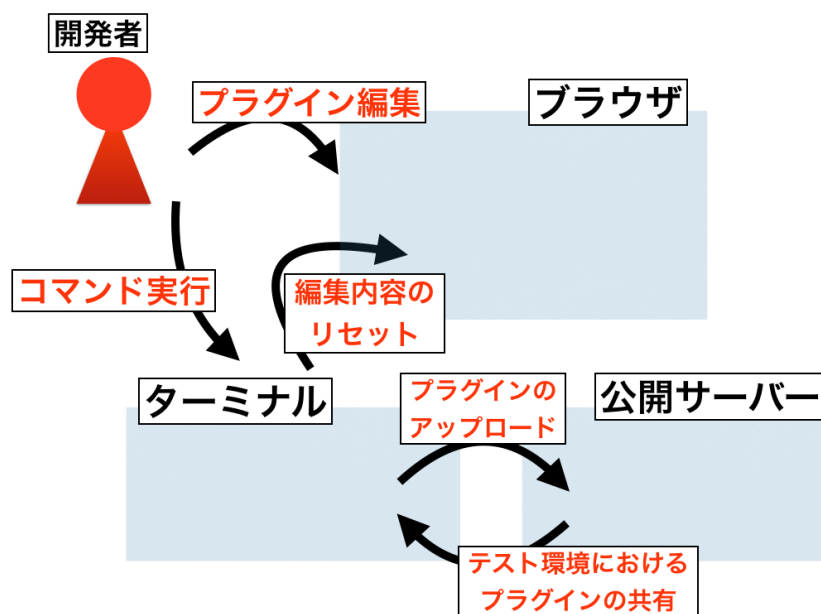 開発者
プラグイン編集
ブラウザ
コマンド実行
編集内容の
リセット
ターミナル
プラグインの
アップロード
公開サーバー
テスト環境における
プラグインの共有